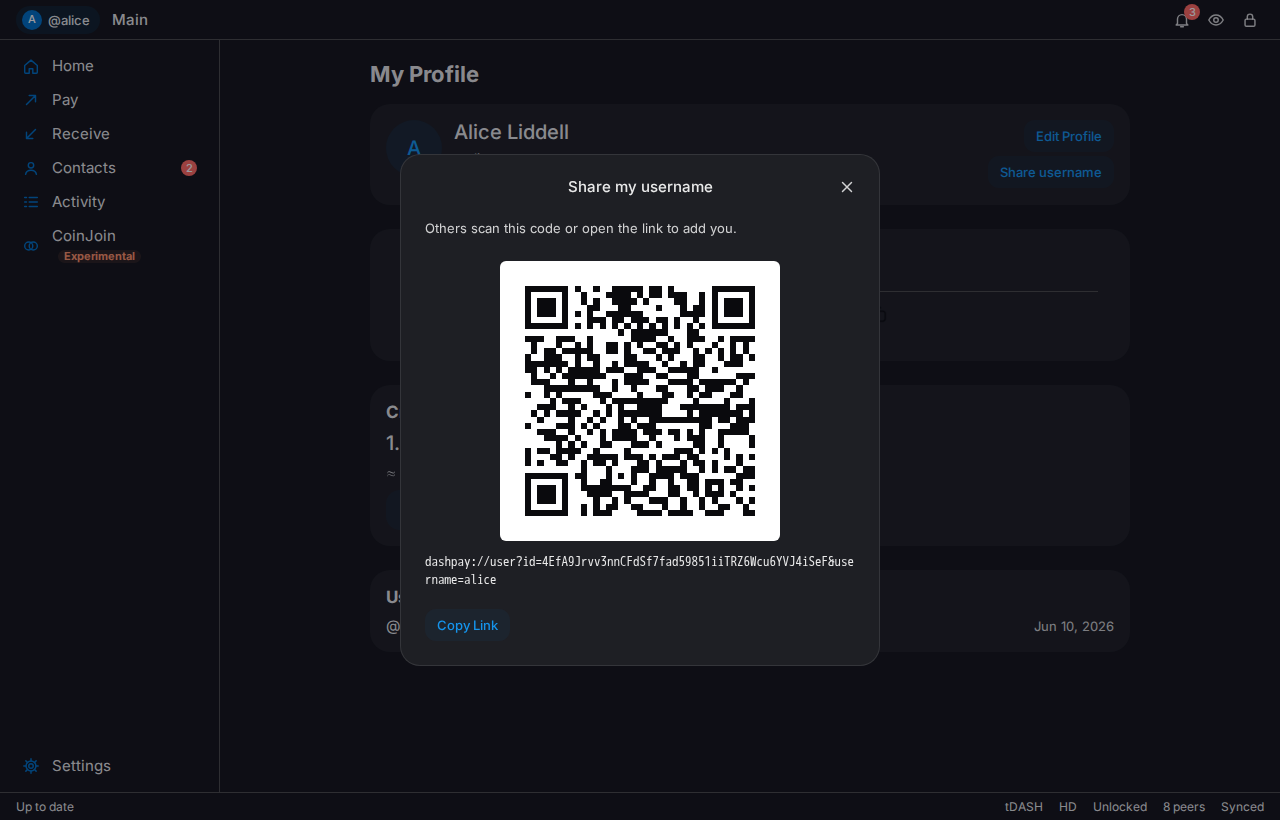 A @alice Main 3
Home
Pay
Receive
Contacts 2
Activity
CoinJoin
Experimental
Settings
My Profile
A Alice Liddell
Edit Profile
Share username
Share my username
Others scan this code or open the link to add you.
dashpay://user?id=4EfA9Jrvv3nnCFdSf7fad59851iiTRZ6Wcu6YVJ4iSeF&use
rname=alice
Copy Link
C
1.
≈
@
Jun 10, 2026
Up to date
tDASH HD Unlocked 8 peers Synced